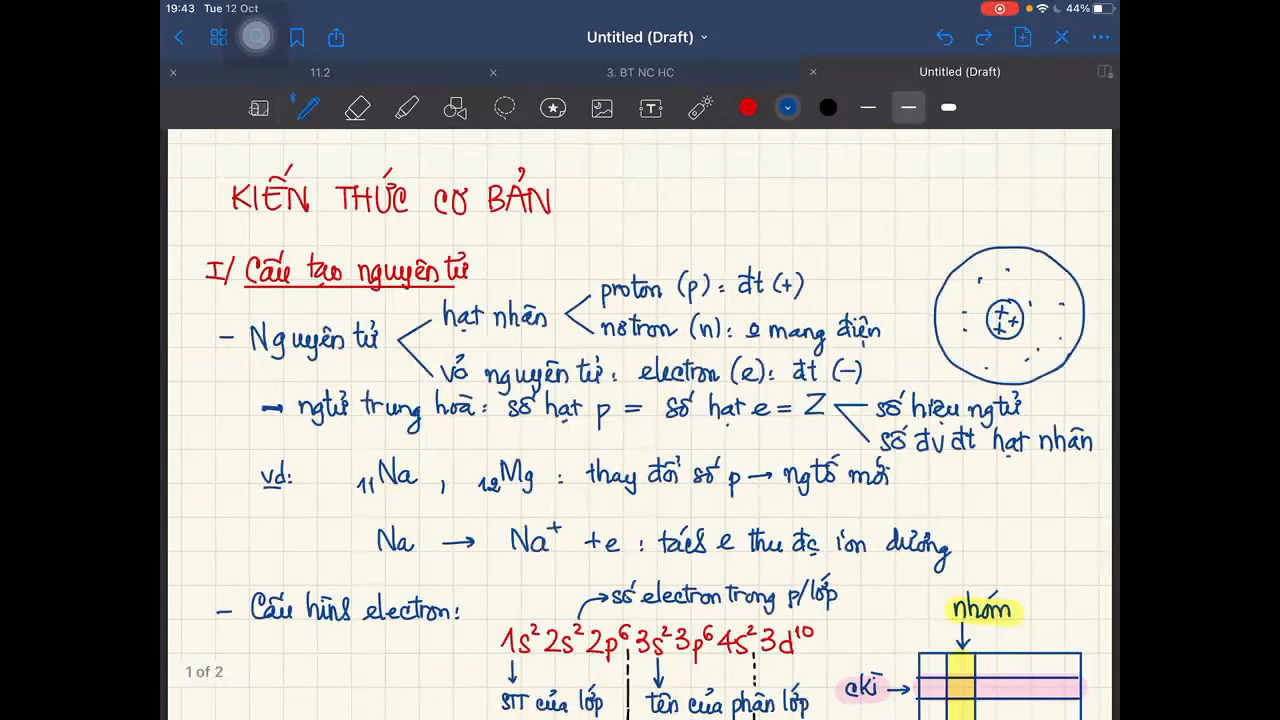 19:43 Tue 12 Oct 44%
Untitled (Draft)
11.2 3. BT NC HC Untitled (Draft)
KIẾN THỨC CƠ BẢN
I/ Cấu tạo nguyên tử
proton (p): đt (+)
hạt nhân
nơtron (n): o mang điện
- Nguyên tử
vỏ nguyên tử: electron (e): đt (-)
→ ngtử trung hoà: số hạt p = số hạt e = Z số hiệu ngtử
số đv đt hạt nhân
vd: ₁₁Na, ₁₂Mg: thay đổi số p → ngtố mới
Na → Na⁺ + e: tách e thu đc ion dương
- Cấu hình electron: số electron trong p/lớp
nhóm
1s² 2s² 2p⁶ 3s² 3p⁶ 4s² 3d¹⁰
1 of 2
ckì →
STT của lớp tên của phân lớp